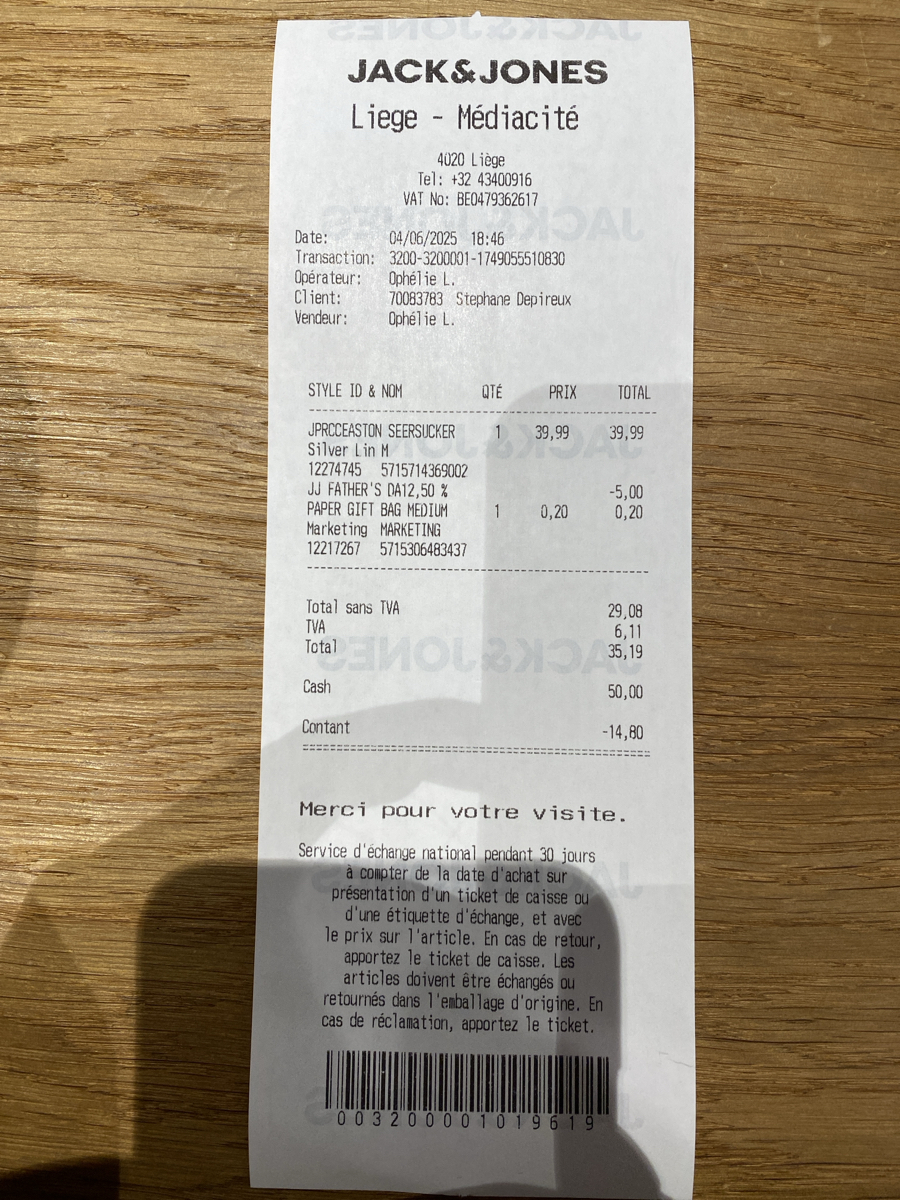 JACK&JONES
Liege - Médiacité
4020 Liège
Tel: +32 43400916
VAT No: BE0479362617
Date: 04/06/2025 18:46
Transaction: 3200-3200001-1749055510830
Opérateur: Ophélie L.
Client: 70083783 Stephane Depireux
Vendeur: Ophélie L.
STYLE ID & NOM QTÉ PRIX TOTAL
JPRCCEASTON SEERSUCKER 1 39,99 39,99
Silver Lin M
12274745 5715714369002
JJ FATHER'S DA12,50 % -5,00
PAPER GIFT BAG MEDIUM 1 0,20 0,20
Marketing MARKETING
12217267 5715306483437
Total sans TVA 29,08
TVA 6,11
Total 35,19
Cash 50,00
Contant -14,80
Merci pour votre visite.
Service d'échange national pendant 30 jours
à compter de la date d'achat sur
présentation d'un ticket de caisse ou
d'une étiquette d'échange, et avec
le prix sur l'article. En cas de retour,
apportez le ticket de caisse. Les
articles doivent être échangés ou
retournés dans l'emballage d'origine. En
cas de réclamation, apportez le ticket.
003200001019619